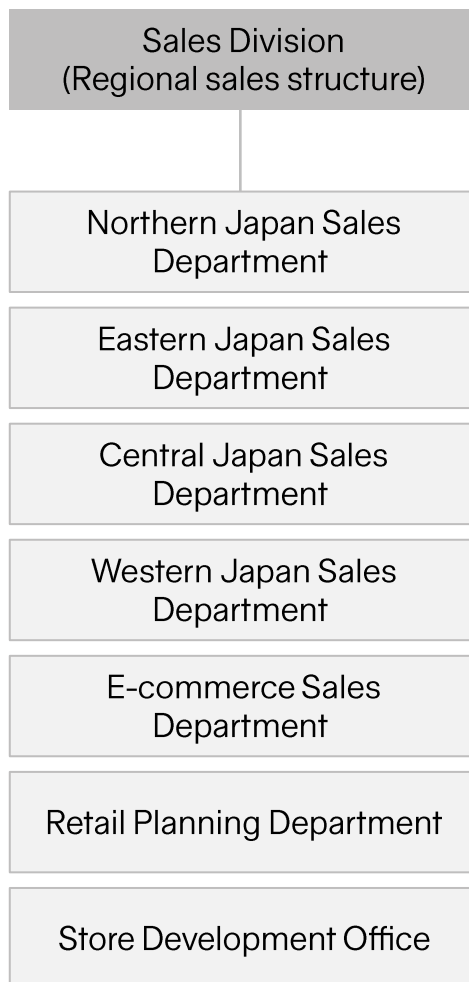 Sales Division
(Regional sales structure)
Northern Japan Sales
Department
Eastern Japan Sales
Department
Central Japan Sales
Department
Western Japan Sales
Department
E-commerce Sales
Department
Retail Planning Department
Store Development Office